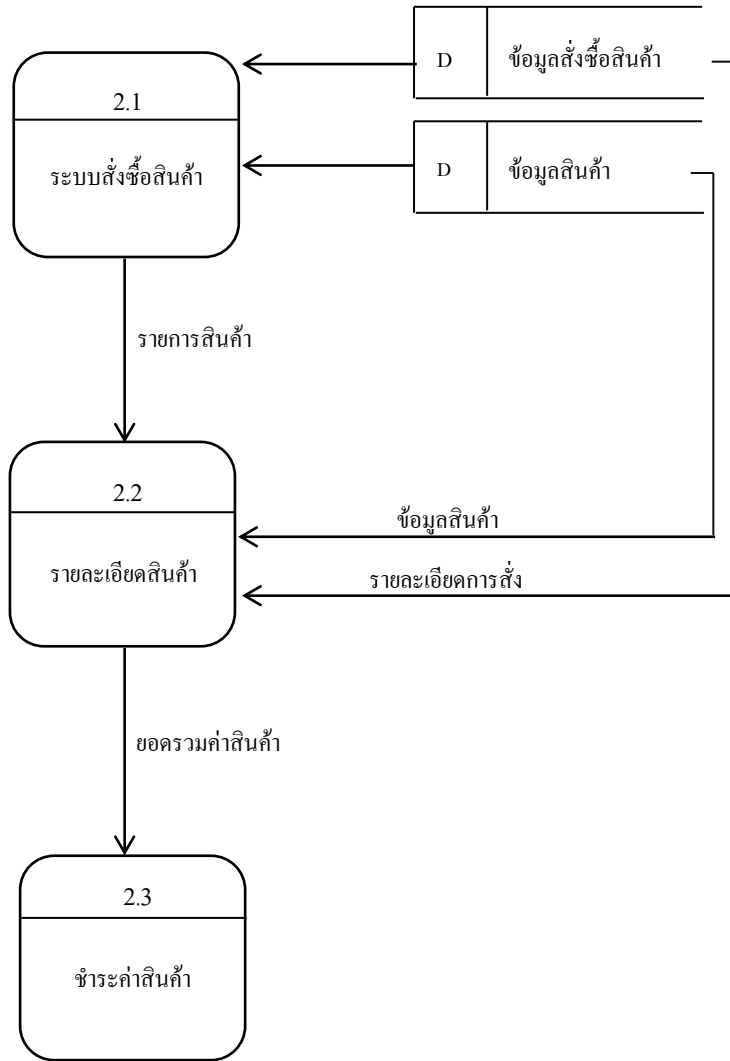 D ข้อมูลสั่งซื้อสินค้า
2.1
ระบบสั่งซื้อสินค้า
D ข้อมูลสินค้า
รายการสินค้า
2.2
รายละเอียดสินค้า
ข้อมูลสินค้า
รายละเอียดการสั่ง
ยอดรวมค่าสินค้า
2.3
ชำระค่าสินค้า